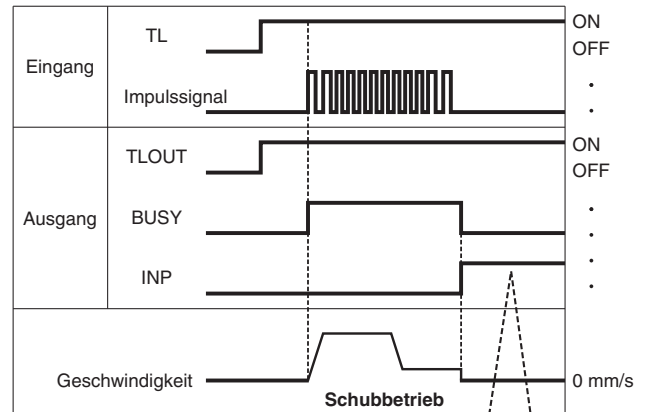 TL
ON
OFF
Eingang
Impulssignal
TLOUT
ON
OFF
Ausgang
BUSY
INP
Geschwindigkeit
0 mm/s
Schubbetrieb